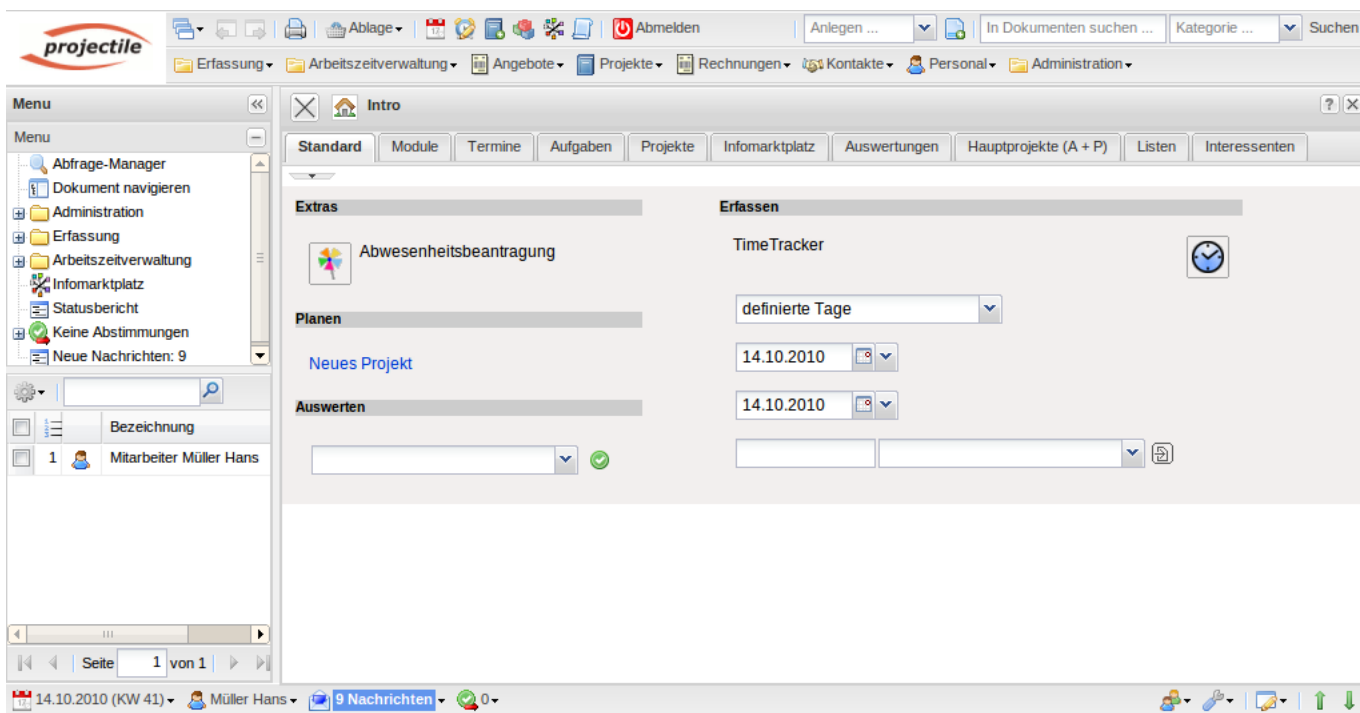 projectile
Ablage Abmelden Anlegen ... In Dokumenten suchen ... Kategorie ... Suchen
Erfassung Arbeitszeitverwaltung Angebote Projekte Rechnungen Kontakte Personal Administration
Menu
Intro
Menu
Standard Module Termine Aufgaben Projekte Infomarktplatz Auswertungen Hauptprojekte (A + P) Listen Interessenten
Abfrage-Manager
Dokument navigieren
Administration
Erfassung
Arbeitszeitverwaltung
Infomarktplatz
Statusbericht
Keine Abstimmungen
Neue Nachrichten: 9
Extras
Abwesenheitsbeantragung
Planen
Neues Projekt
Auswerten
Erfassen
TimeTracker
definierte Tage
14.10.2010
14.10.2010
Bezeichnung
1 Mitarbeiter Müller Hans
Seite 1 von 1
14.10.2010 (KW 41) Müller Hans 9 Nachrichten 0